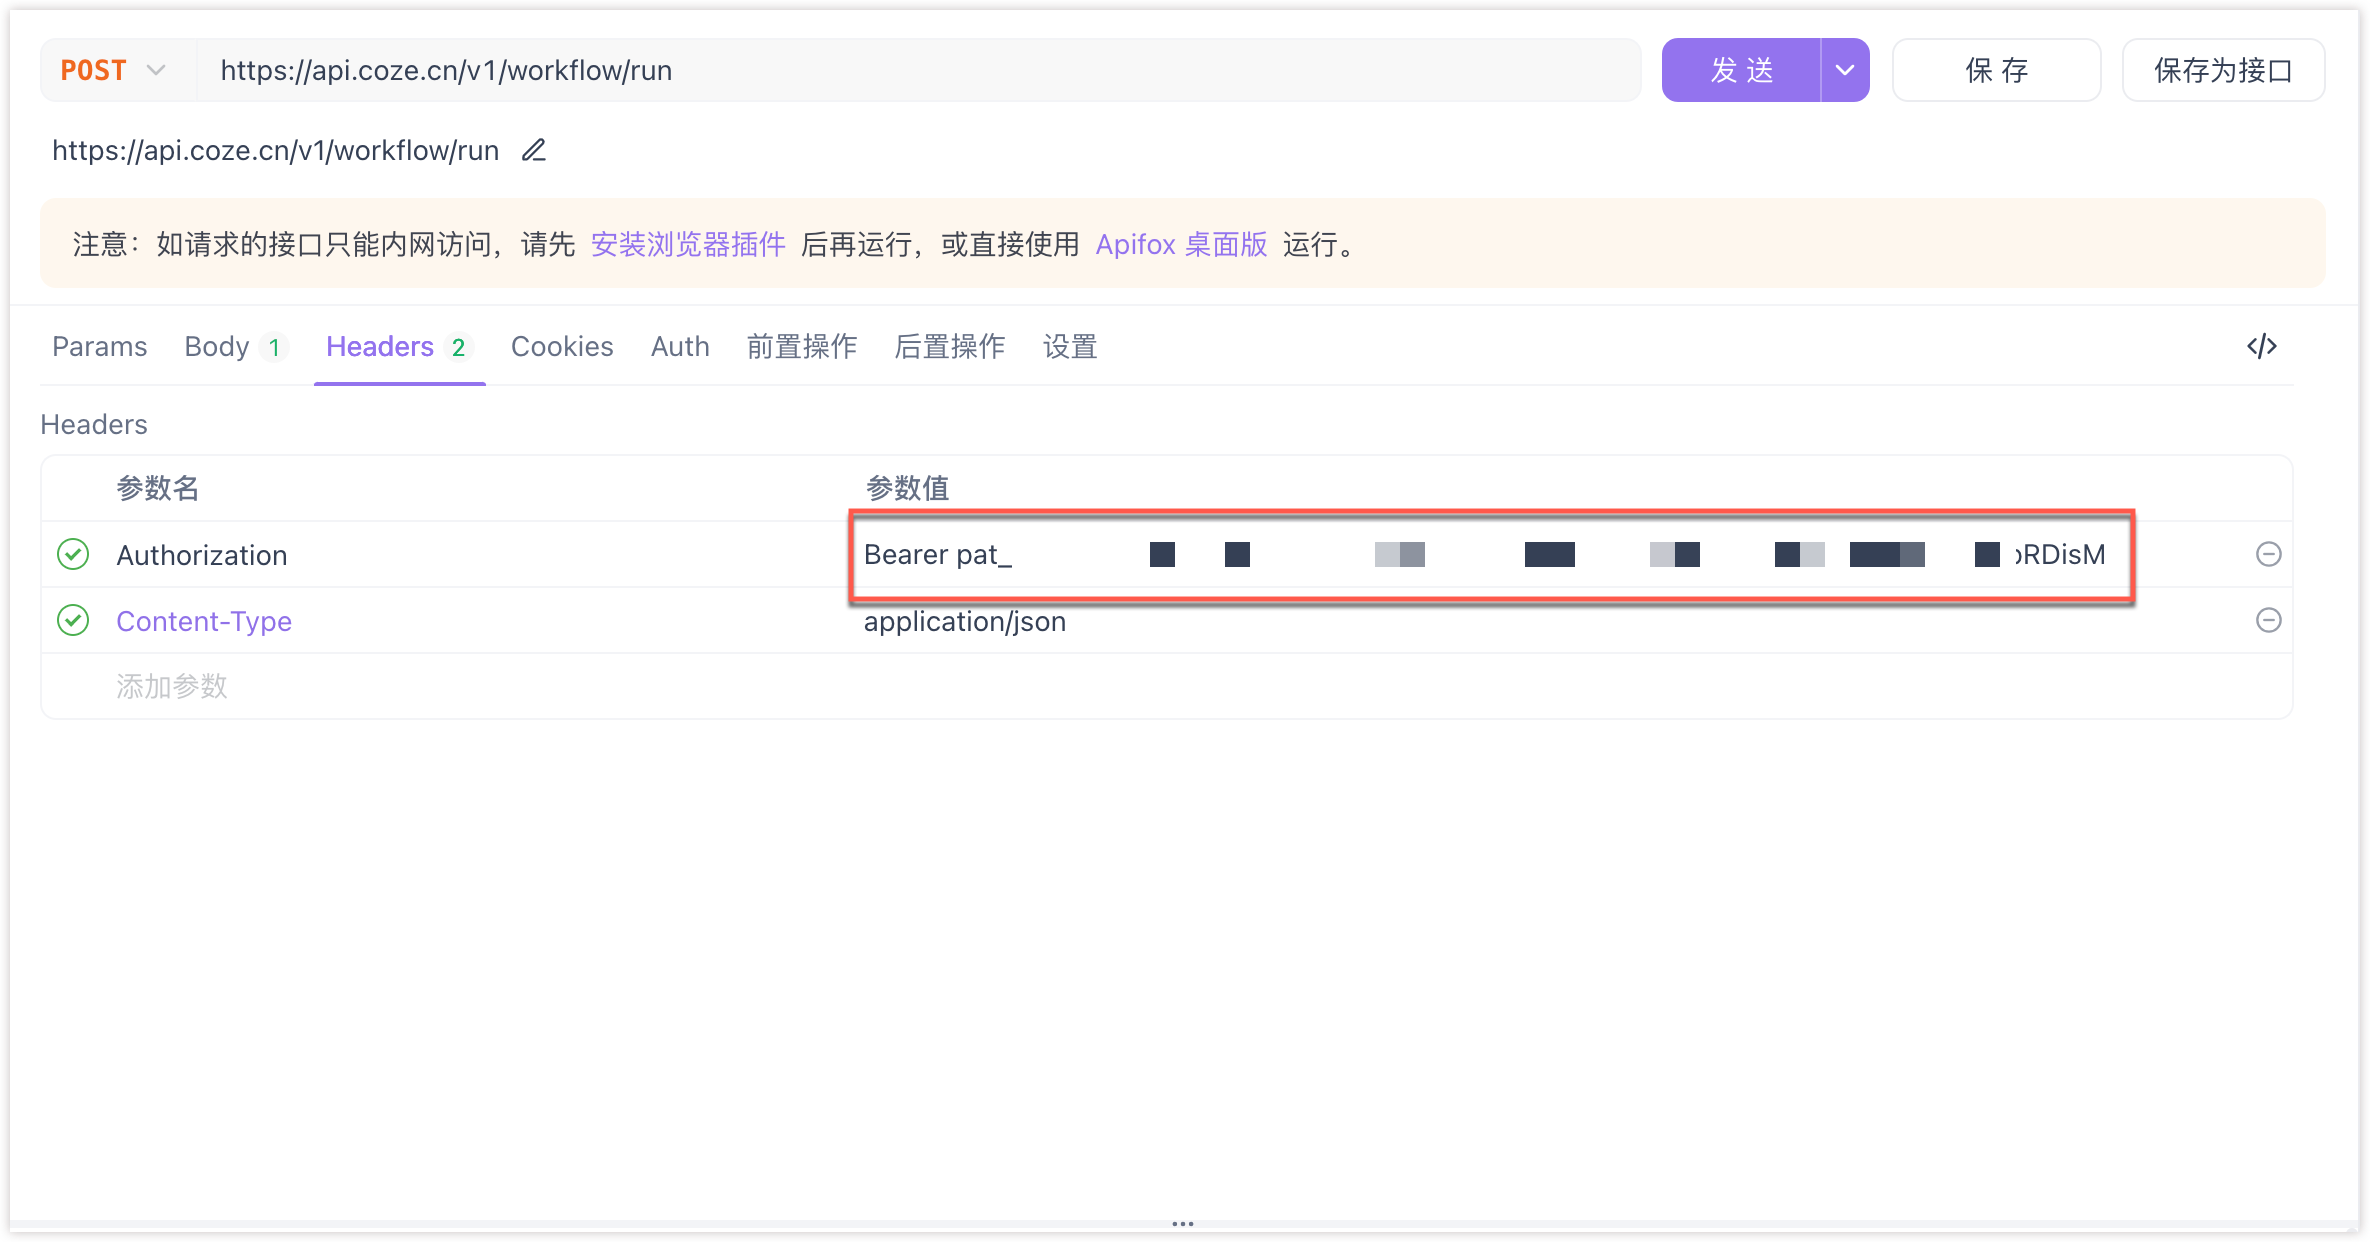 POST https://api.coze.cn/v1/workflow/run 发 送 保 存 保存为接口
https://api.coze.cn/v1/workflow/run
注意：如请求的接口只能内网访问，请先 安装浏览器插件 后再运行，或直接使用 Apifox 桌面版 运行。
Params Body 1 Headers 2 Cookies Auth 前置操作 后置操作 设置 </>
Headers
参数名 参数值
Authorization Bearer pat_ RDisM
Content-Type application/json
添加参数